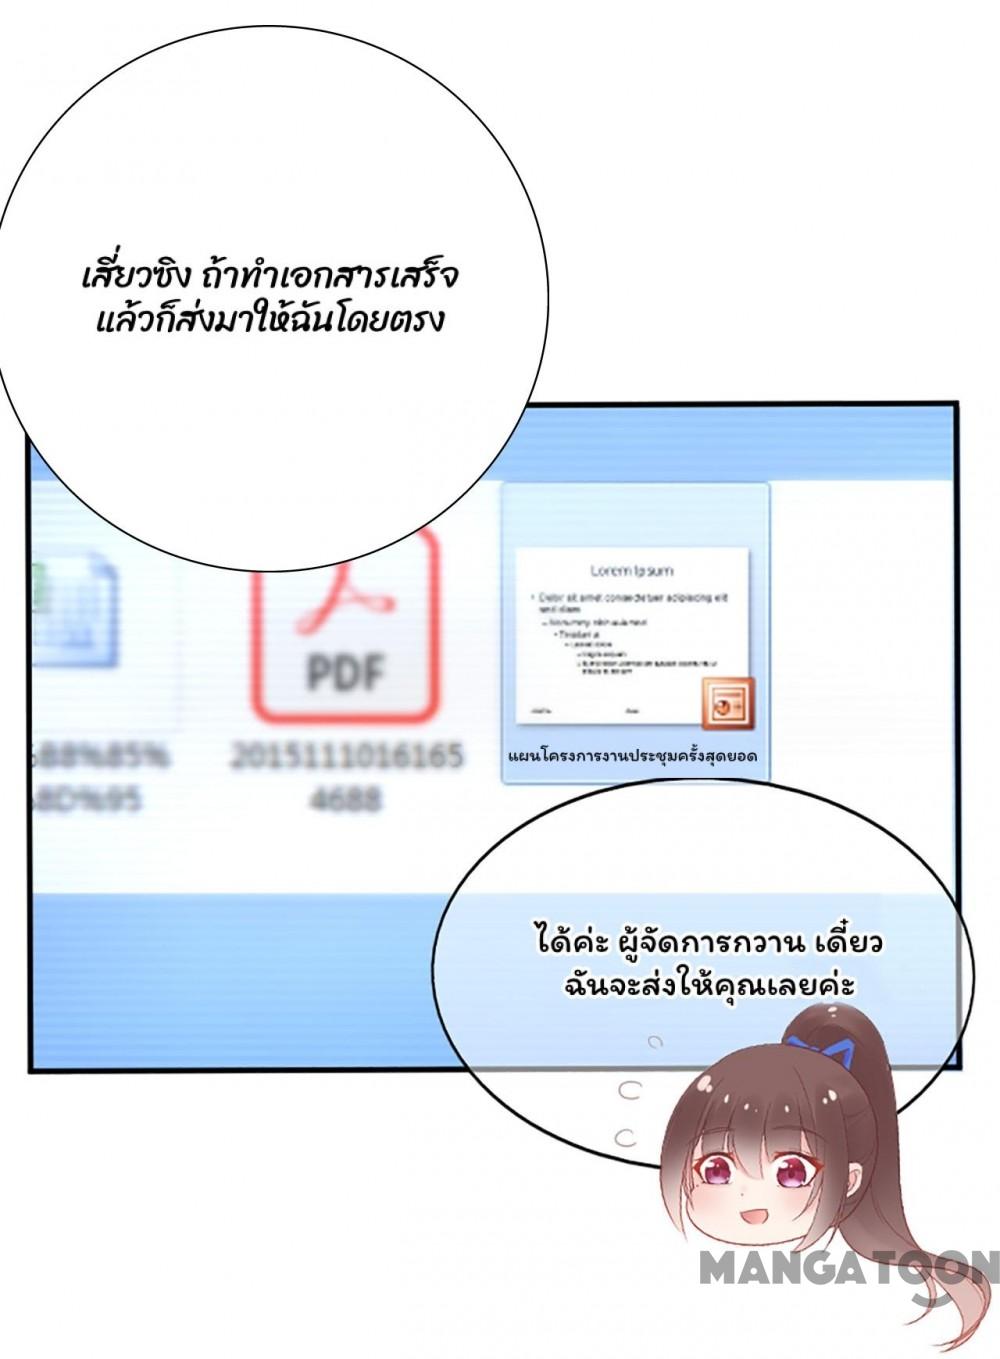 เสี่ยวซิง ถ้าทำเอกสารเสร็จ
แล้วก็ส่งมาให้ฉันโดยตรง
Lorem Ipsum
PDF
%B8%85%
%8D%95
2015111016165
4688
แผนโครงการงานประชุมครั้งสุดยอด
ได้ค่ะ ผู้จัดการกวาน เดี๋ยว
ฉันจะส่งให้คุณเลยค่ะ
MANGATOON